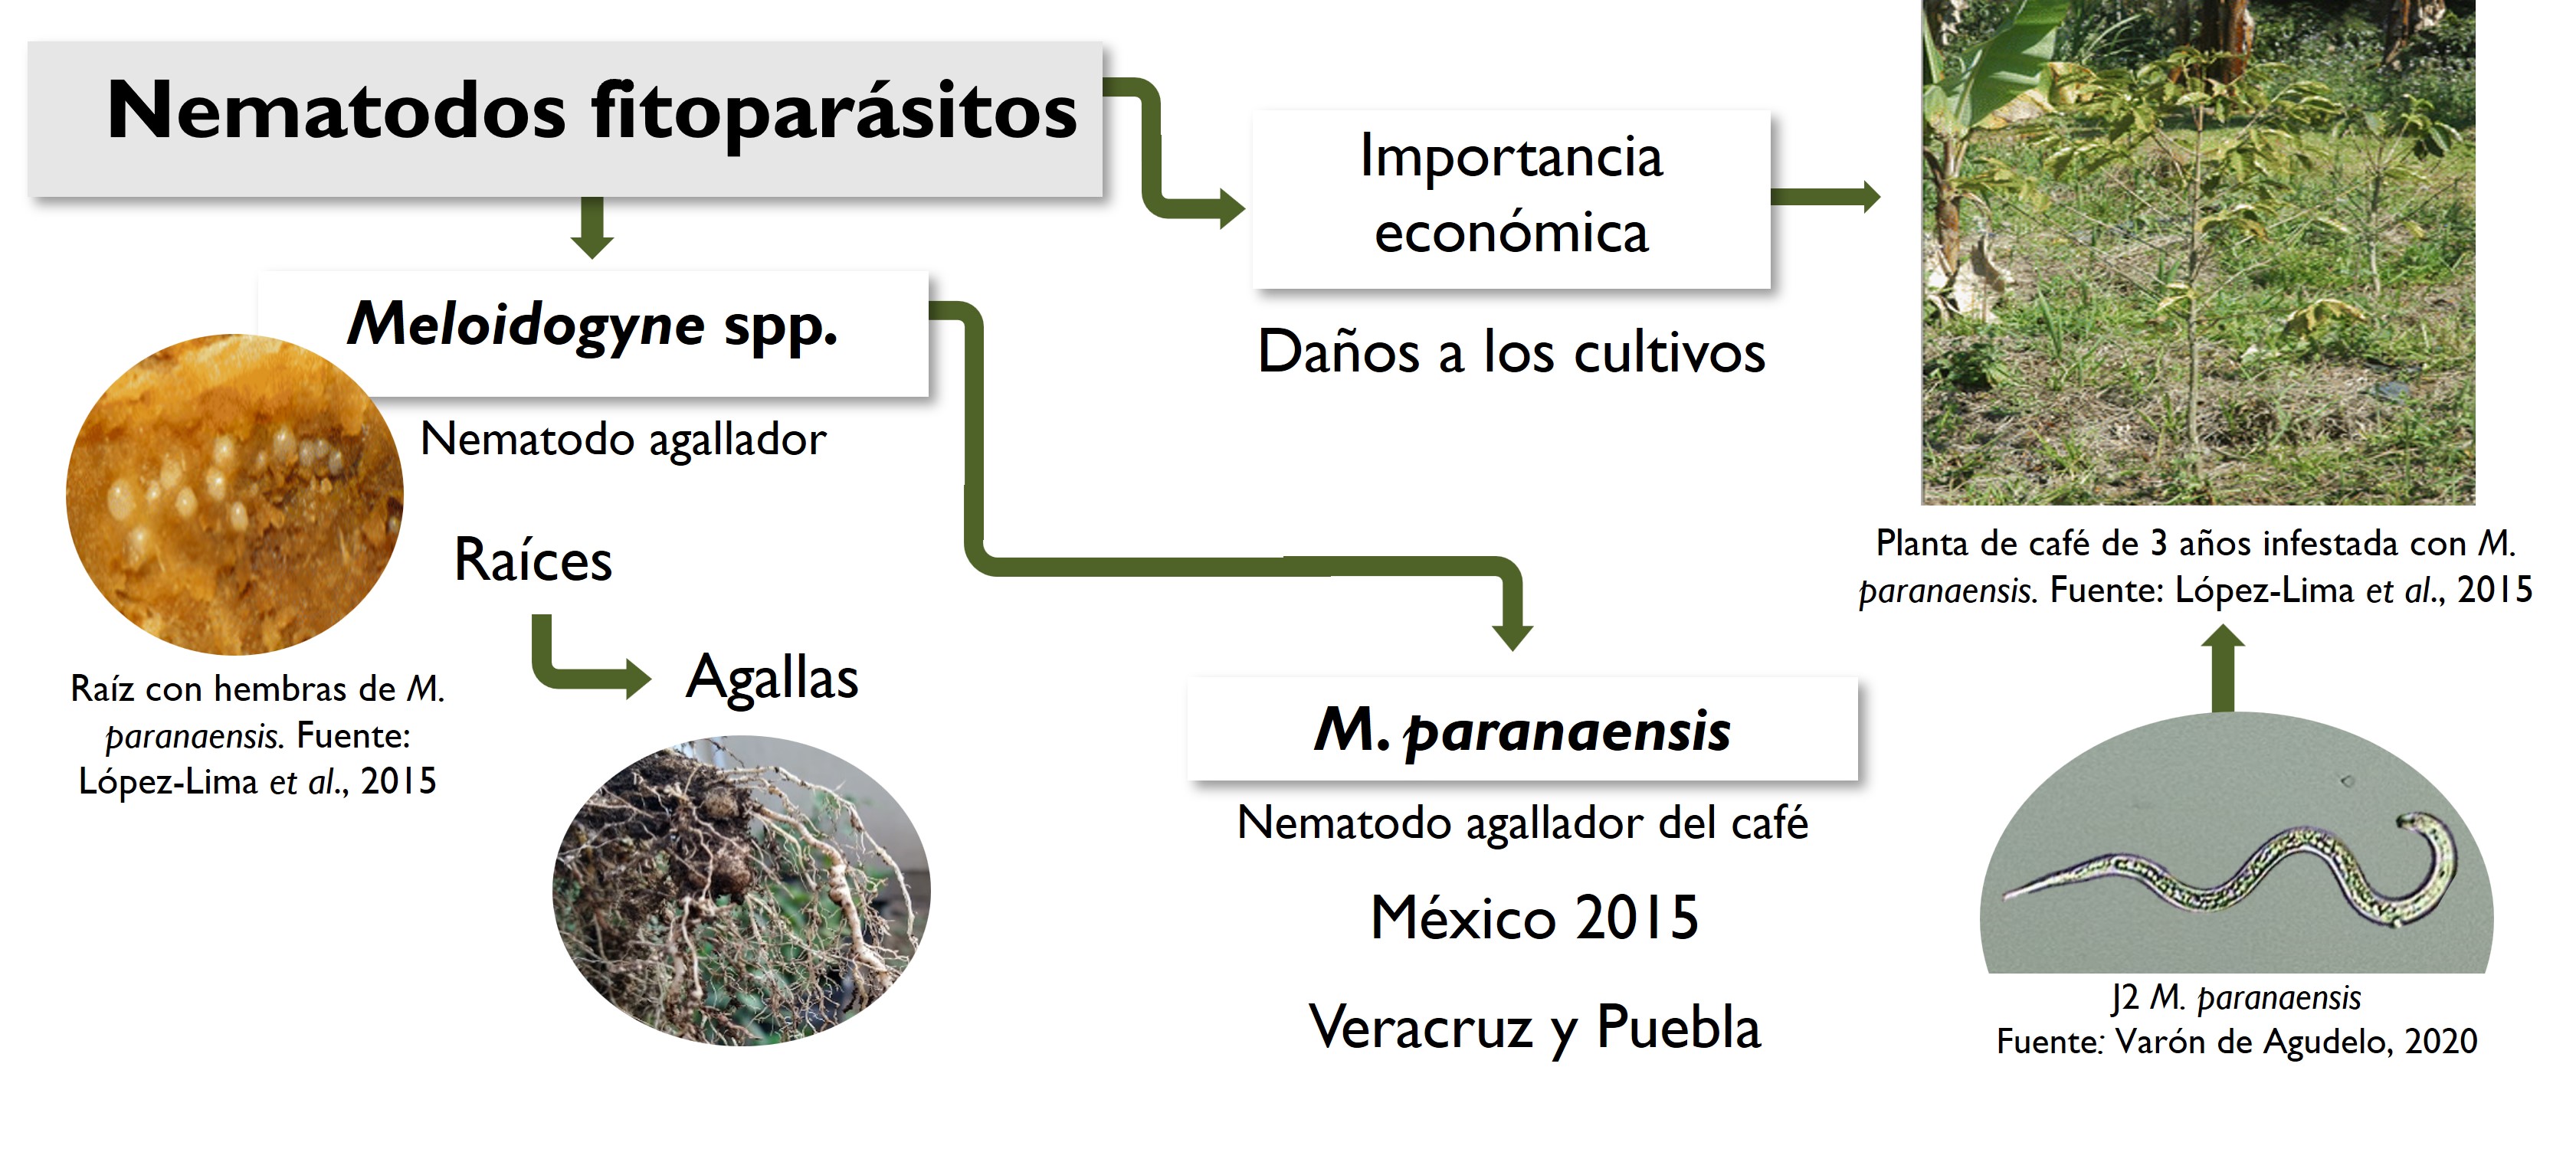 Nematodos fitoparásitos
Importancia
económica
Daños a los cultivos
Meloidogyne spp.
Nematodo agallador
Raíces
Agallas
Raíz con hembras de M.
paranaensis. Fuente:
López-Lima et al., 2015
Planta de café de 3 años infestada con M.
paranaensis. Fuente: López-Lima et al., 2015
M. paranaensis
Nematodo agallador del café
México 2015
Veracruz y Puebla
J2 M. paranaensis
Fuente: Varón de Agudelo, 2020